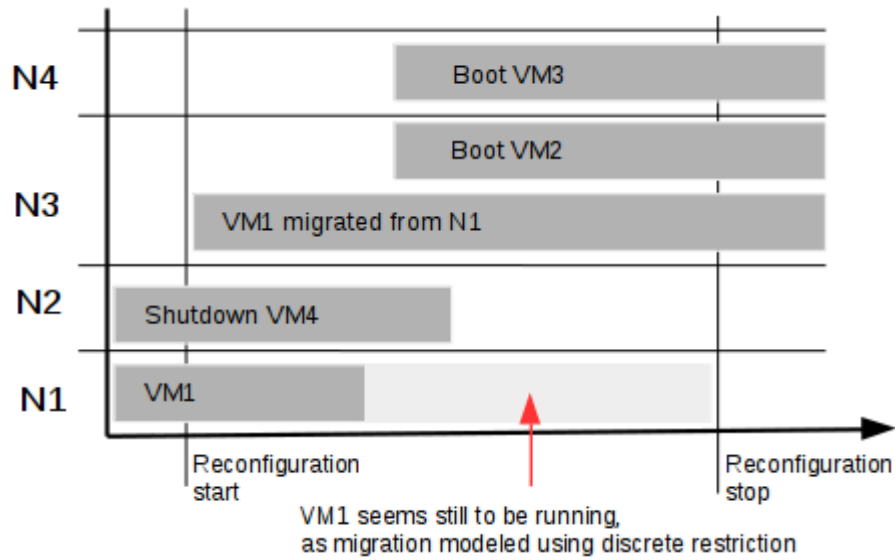 N4
Boot VM3
Boot VM2
N3
VM1 migrated from N1
N2
Shutdown VM4
N1
VM1
Reconfiguration
start
Reconfiguration
stop
VM1 seems still to be running,
as migration modeled using discrete restriction